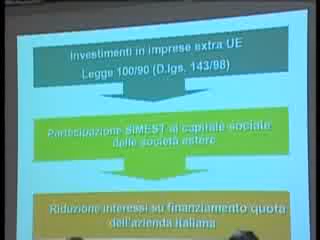 Investimenti in imprese extra UE
Legge 100/90 (D.lgs. 143/98)
Partecipazione SIMEST al capitale sociale
delle società estere
Riduzione interessi su finanziamento quota
dell'azienda italiana